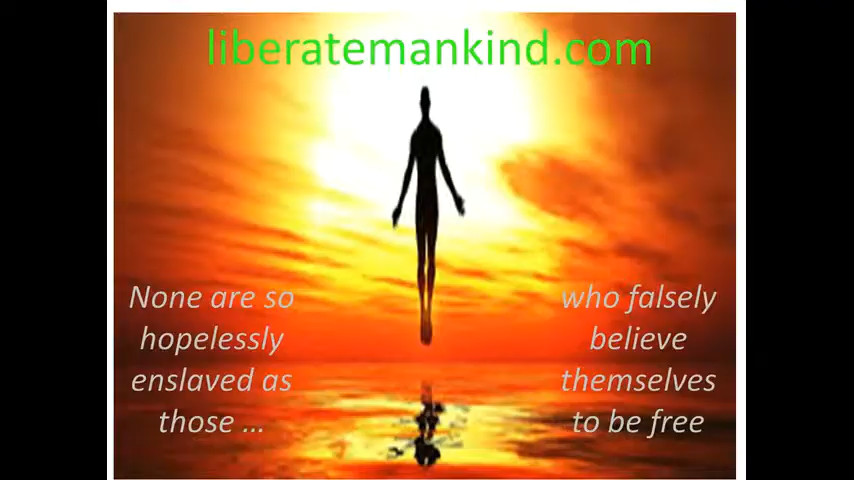 liberatemankind.com
None are so
hopelessly
enslaved as
those ...
who falsely
believe
themselves
to be free